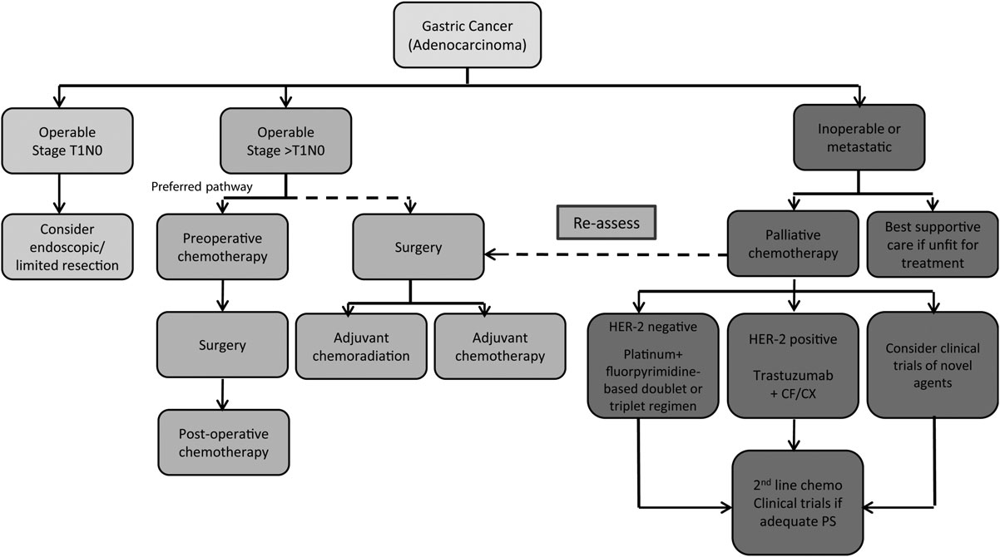 Gastric Cancer
(Adenocarcinoma)
Operable
Stage T1N0
Operable
Stage >T1N0
Inoperable or
metastatic
Preferred pathway
Consider
endoscopic/
limited resection
Preoperative
chemotherapy
Surgery
Re-assess
Palliative
chemotherapy
Best supportive
care if unfit for
treatment
Surgery
Adjuvant
chemoradiation
Adjuvant
chemotherapy
HER-2 negative
Platinum+
fluorpyrimidine-
based doublet or
triplet regimen
HER-2 positive
Trastuzumab
+ CF/CX
Consider clinical
trials of novel
agents
Post-operative
chemotherapy
2nd line chemo
Clinical trials if
adequate PS